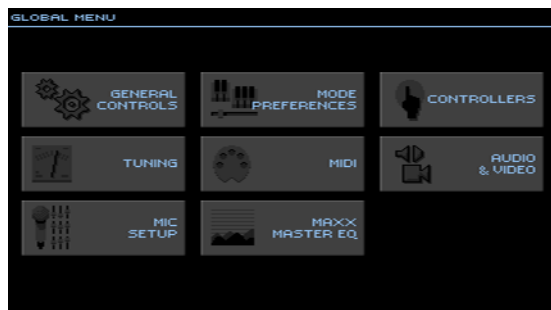 GLOBAL MENU
GENERAL
CONTROLS
MODE
PREFERENCES
CONTROLLERS
TUNING
MIDI
AUDIO
& VIDEO
MIC
SETUP
MAXX
MASTER EQ